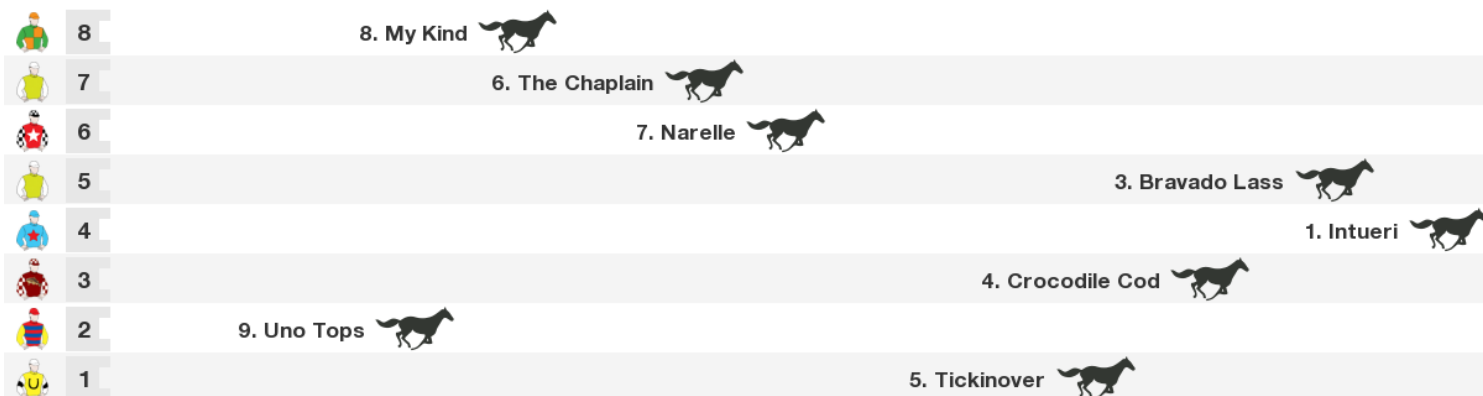 8 8. My Kind
7 6. The Chaplain
6 7. Narelle
5 3. Bravado Lass
4 1. Intueri
3 4. Crocodile Cod
2 9. Uno Tops
1 5. Tickinover
U